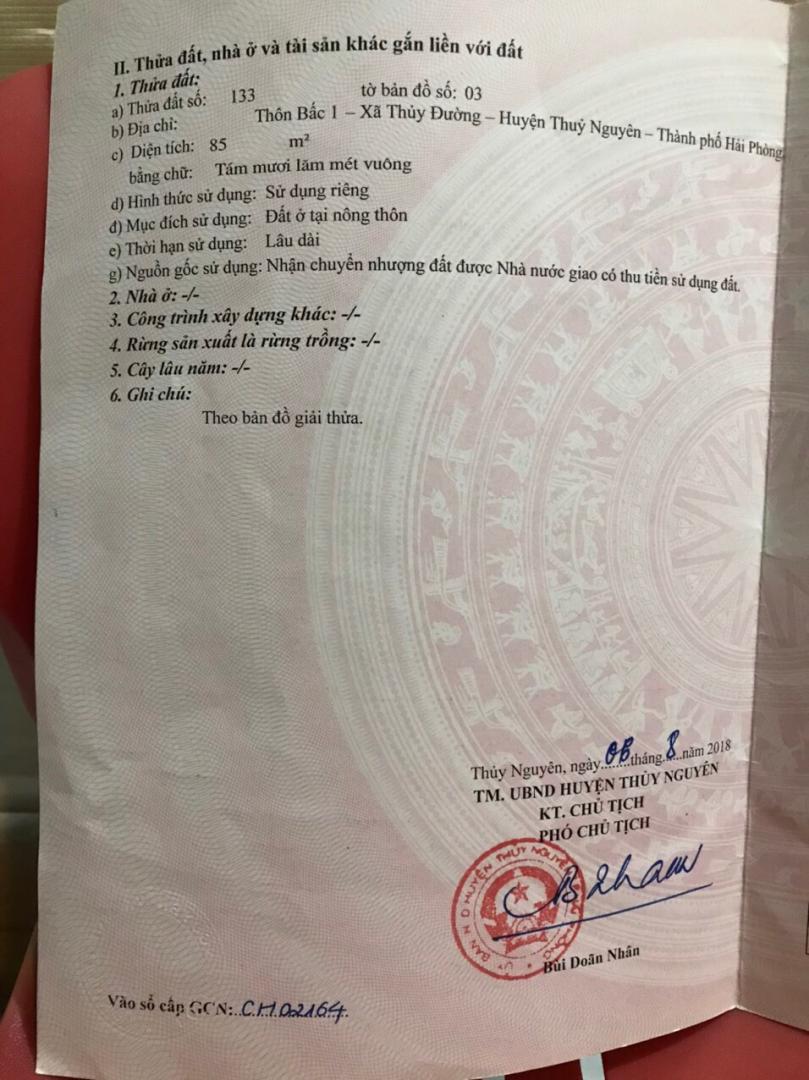 II. Thửa đất, nhà ở và tài sản khác gắn liền với đất
1. Thửa đất:
a) Thửa đất số: 133 tờ bản đồ số: 03
b) Địa chỉ: Thôn Bấc 1 – Xã Thủy Đường – Huyện Thuỷ Nguyên – Thành phố Hải Phòng
c) Diện tích: 85 m²
bằng chữ: Tám mươi lăm mét vuông
d) Hình thức sử dụng: Sử dụng riêng
đ) Mục đích sử dụng: Đất ở tại nông thôn
e) Thời hạn sử dụng: Lâu dài
g) Nguồn gốc sử dụng: Nhận chuyển nhượng đất được Nhà nước giao có thu tiền sử dụng đất.
2. Nhà ở: -/-
3. Công trình xây dựng khác: -/-
4. Rừng sản xuất là rừng trồng: -/-
5. Cây lâu năm: -/-
6. Ghi chú:
Theo bản đồ giải thửa.
Thủy Nguyên, ngày 08 tháng 8 năm 2018
TM. UBND HUYỆN THỦY NGUYÊN
KT. CHỦ TỊCH
PHÓ CHỦ TỊCH
BAN N D HUYỆN THỦY NGUYÊN
Bùi Doãn Nhân
Vào sổ cấp GCN: CH02164